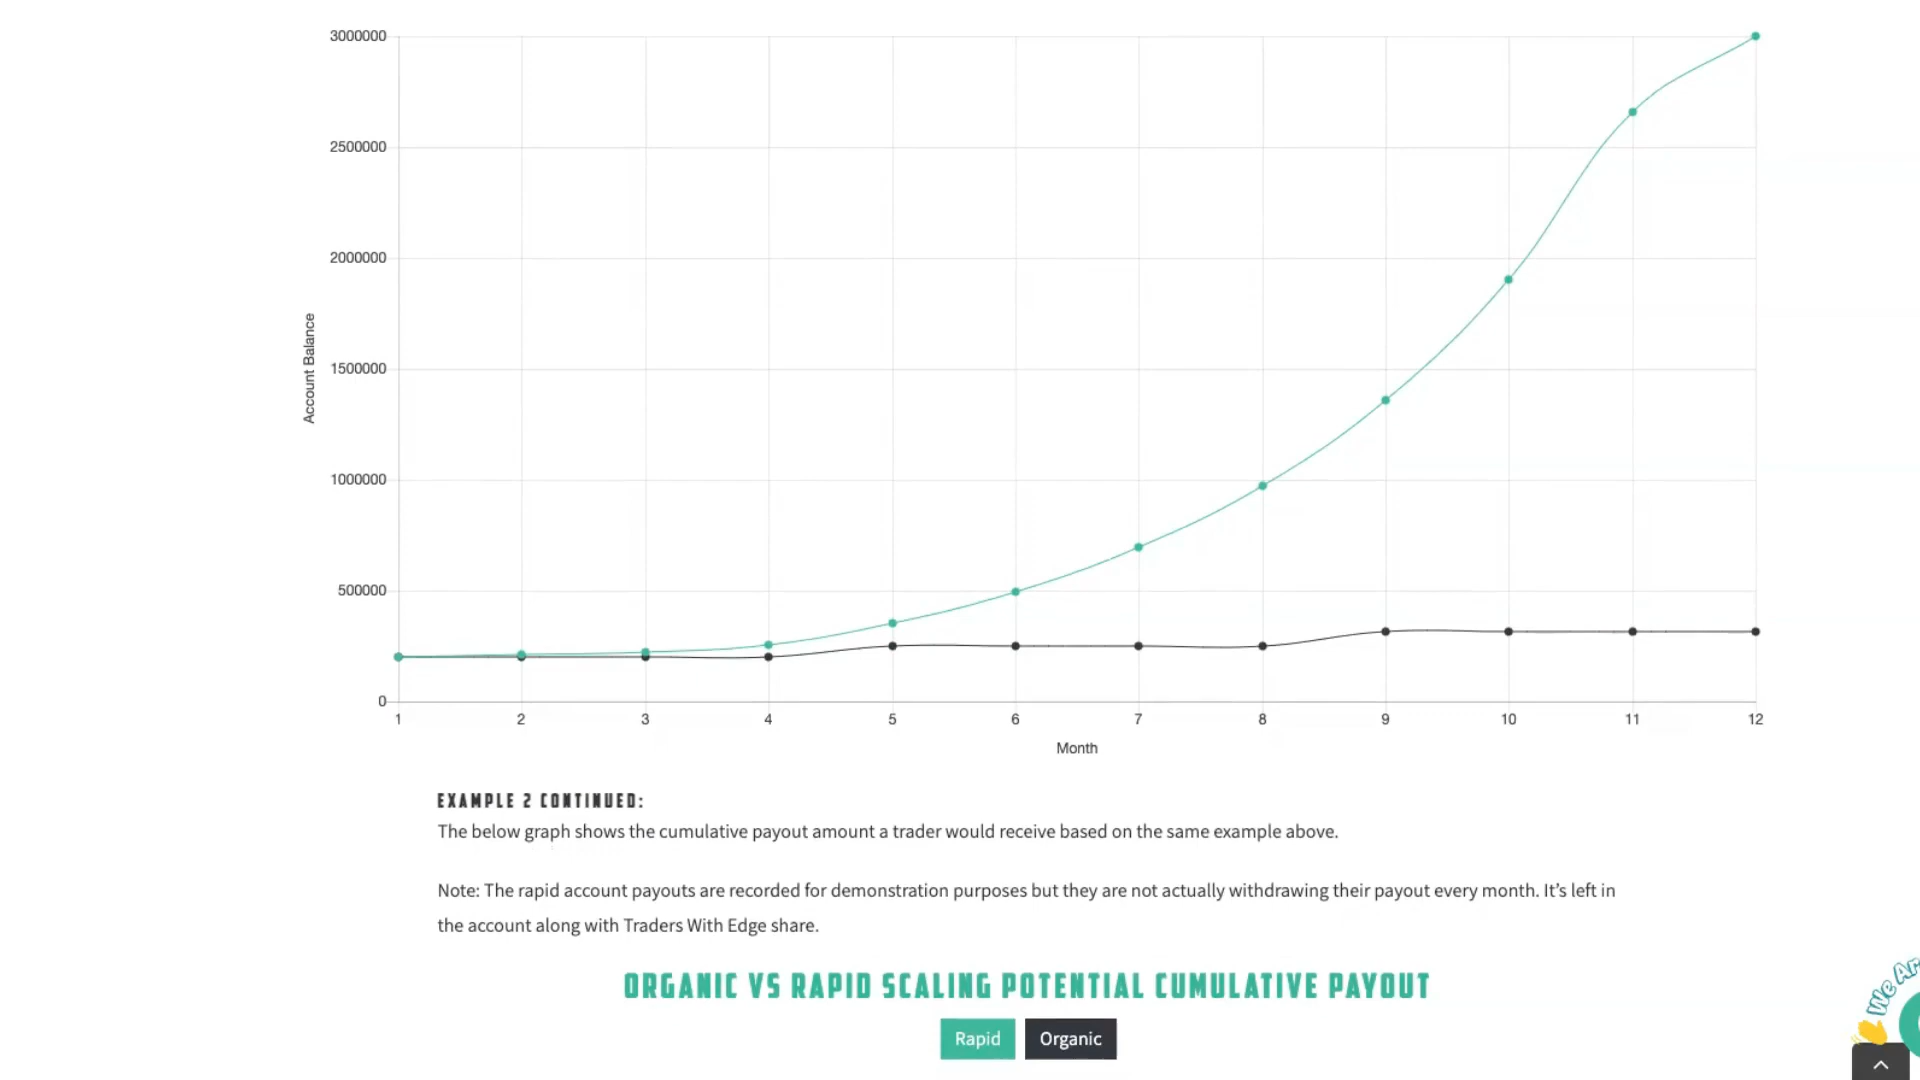 3000000
2500000
2000000
1500000
1000000
500000
0
Account Balance
1 2 3 4 5 6 7 8 9 10 11 12
Month
EXAMPLE 2 CONTINUED:
The below graph shows the cumulative payout amount a trader would receive based on the same example above.
Note: The rapid account payouts are recorded for demonstration purposes but they are not actually withdrawing their payout every month. It’s left in
the account along with Traders With Edge share.
ORGANIC VS RAPID SCALING POTENTIAL CUMULATIVE PAYOUT
Rapid Organic
We